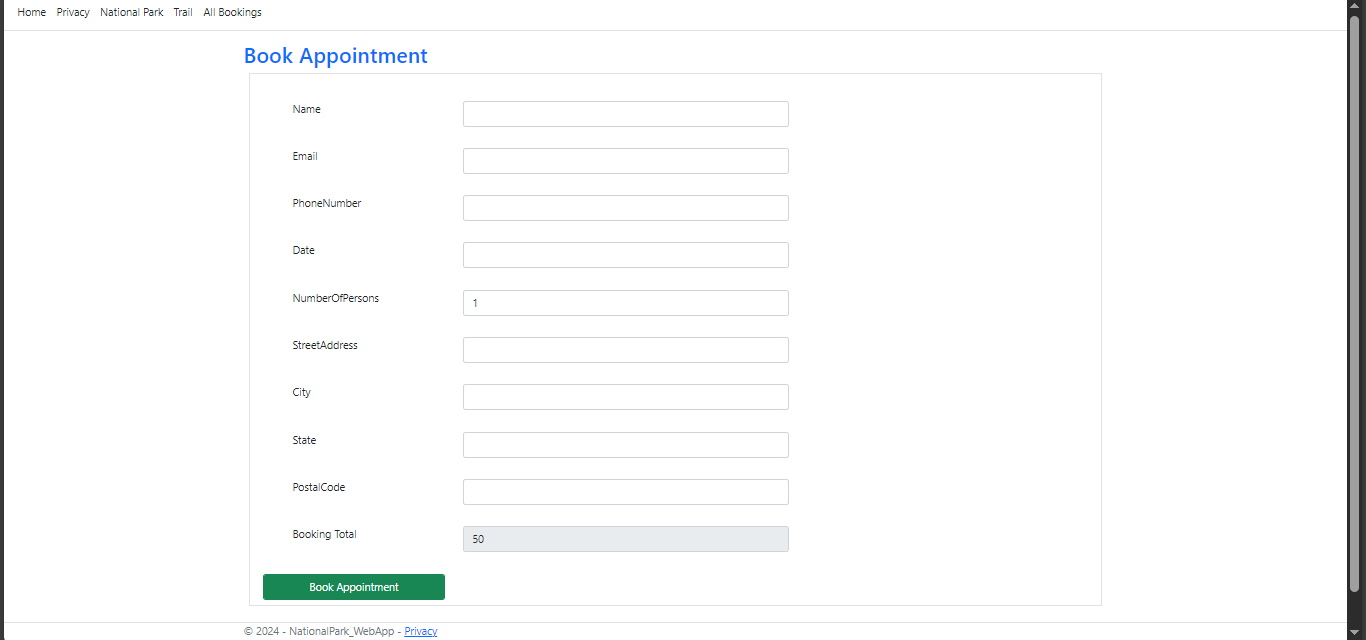 Home Privacy National Park Trail All Bookings
Book Appointment
Name
Email
PhoneNumber
Date
NumberOfPersons 1
StreetAddress
City
State
PostalCode
Booking Total 50
Book Appointment
© 2024 - NationalPark_WebApp - Privacy